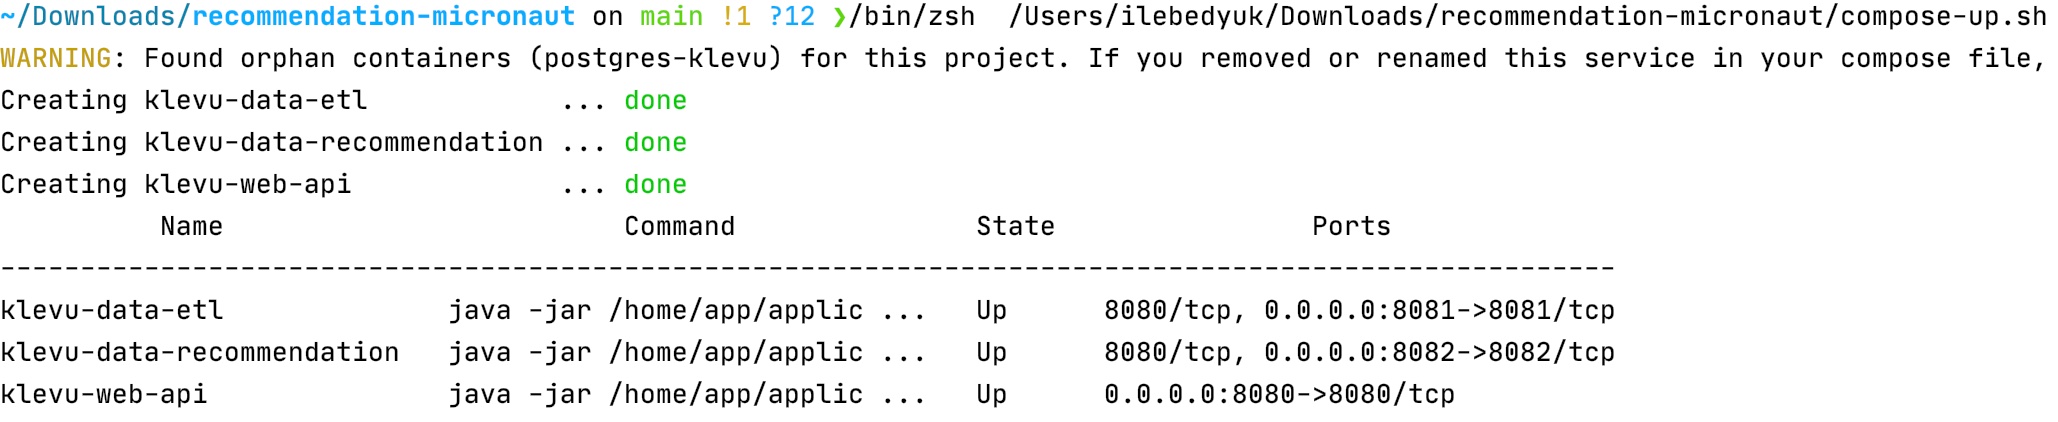 ~/Downloads/recommendation-micronaut on main !1 ?12 ❯/bin/zsh  /Users/ilebedyuk/Downloads/recommendation-micronaut/compose-up.sh
WARNING: Found orphan containers (postgres-klevu) for this project. If you removed or renamed this service in your compose file,
Creating klevu-data-etl            ... done
Creating klevu-data-recommendation ... done
Creating klevu-web-api             ... done
          Name                         Command               State                Ports
-----------------------------------------------------------------------------------------------------
klevu-data-etl              java -jar /home/app/applic ...   Up      8080/tcp, 0.0.0.0:8081->8081/tcp
klevu-data-recommendation   java -jar /home/app/applic ...   Up      8080/tcp, 0.0.0.0:8082->8082/tcp
klevu-web-api               java -jar /home/app/applic ...   Up      0.0.0.0:8080->8080/tcp